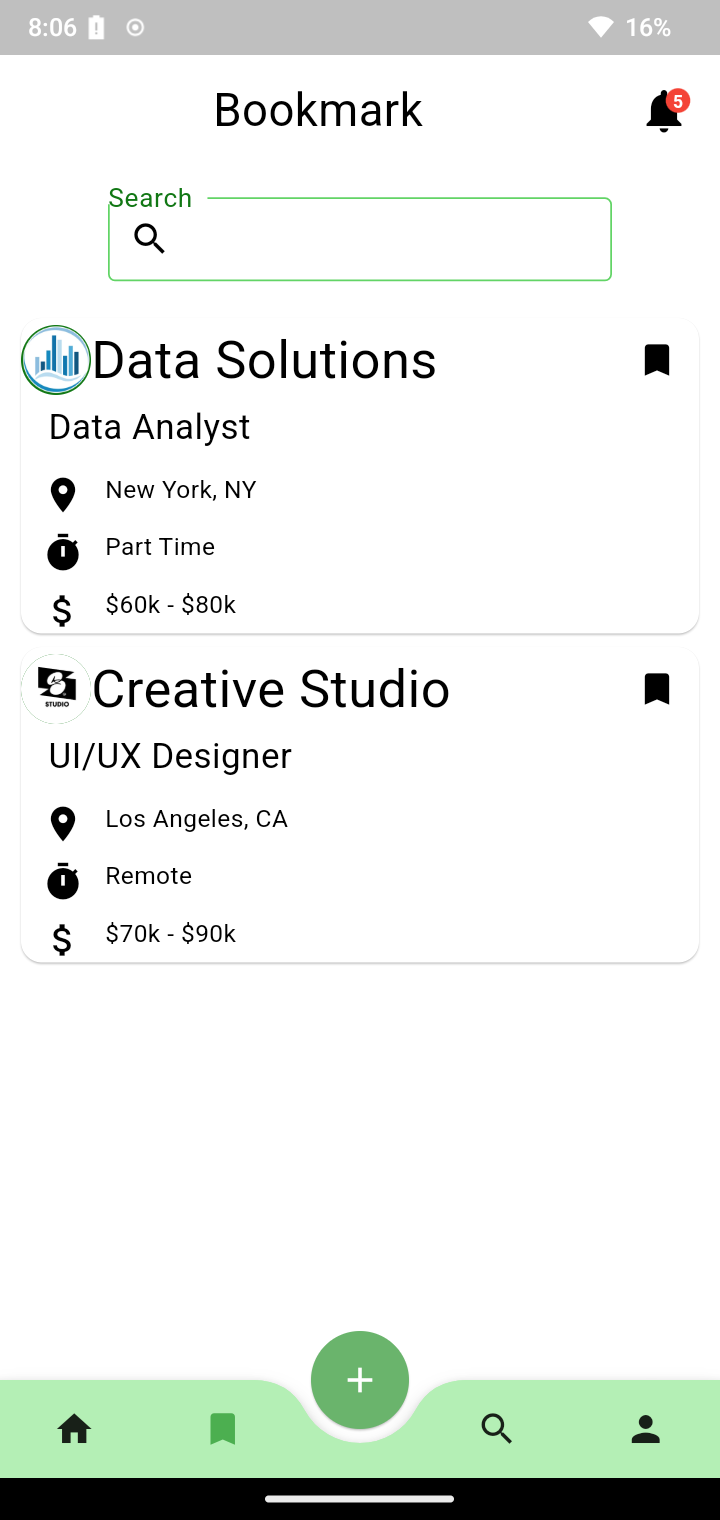 8:06
16%
Bookmark
5
Search
Data Solutions
Data Analyst
New York, NY
Part Time
$60k - $80k
STUDIO
Creative Studio
UI/UX Designer
Los Angeles, CA
Remote
$70k - $90k